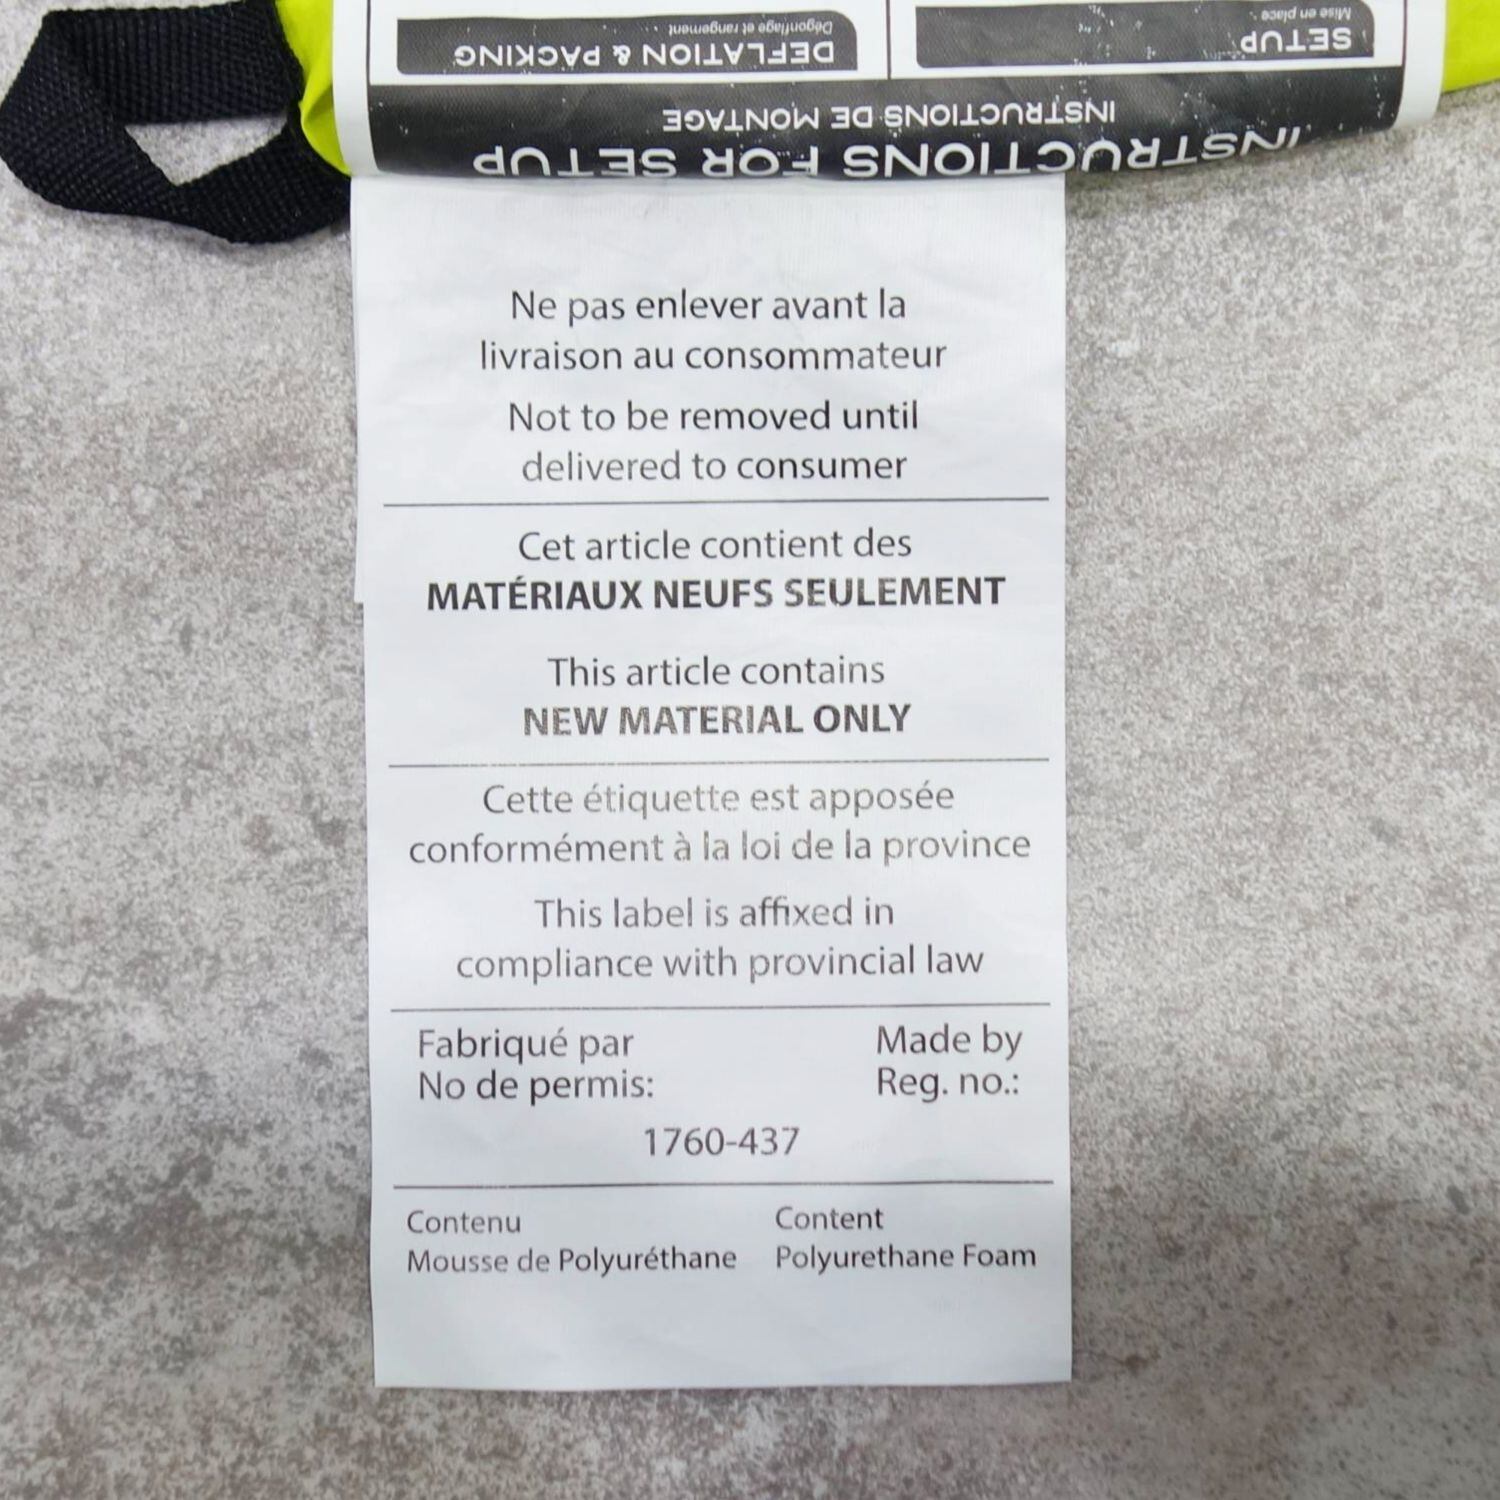 Dégonflage et rangement
DEFLATION & PACKING
Mise en place
SETUP
INSTRUCTIONS DE MONTAGE
INSTRUCTIONS FOR SETUP
Ne pas enlever avant la
livraison au consommateur
Not to be removed until
delivered to consumer
Cet article contient des
MATÉRIAUX NEUFS SEULEMENT
This article contains
NEW MATERIAL ONLY
Cette étiquette est apposée
conformément à la loi de la province
This label is affixed in
compliance with provincial law
Fabriqué par Made by
No de permis: Reg. no.:
1760-437
Contenu Content
Mousse de Polyuréthane Polyurethane Foam